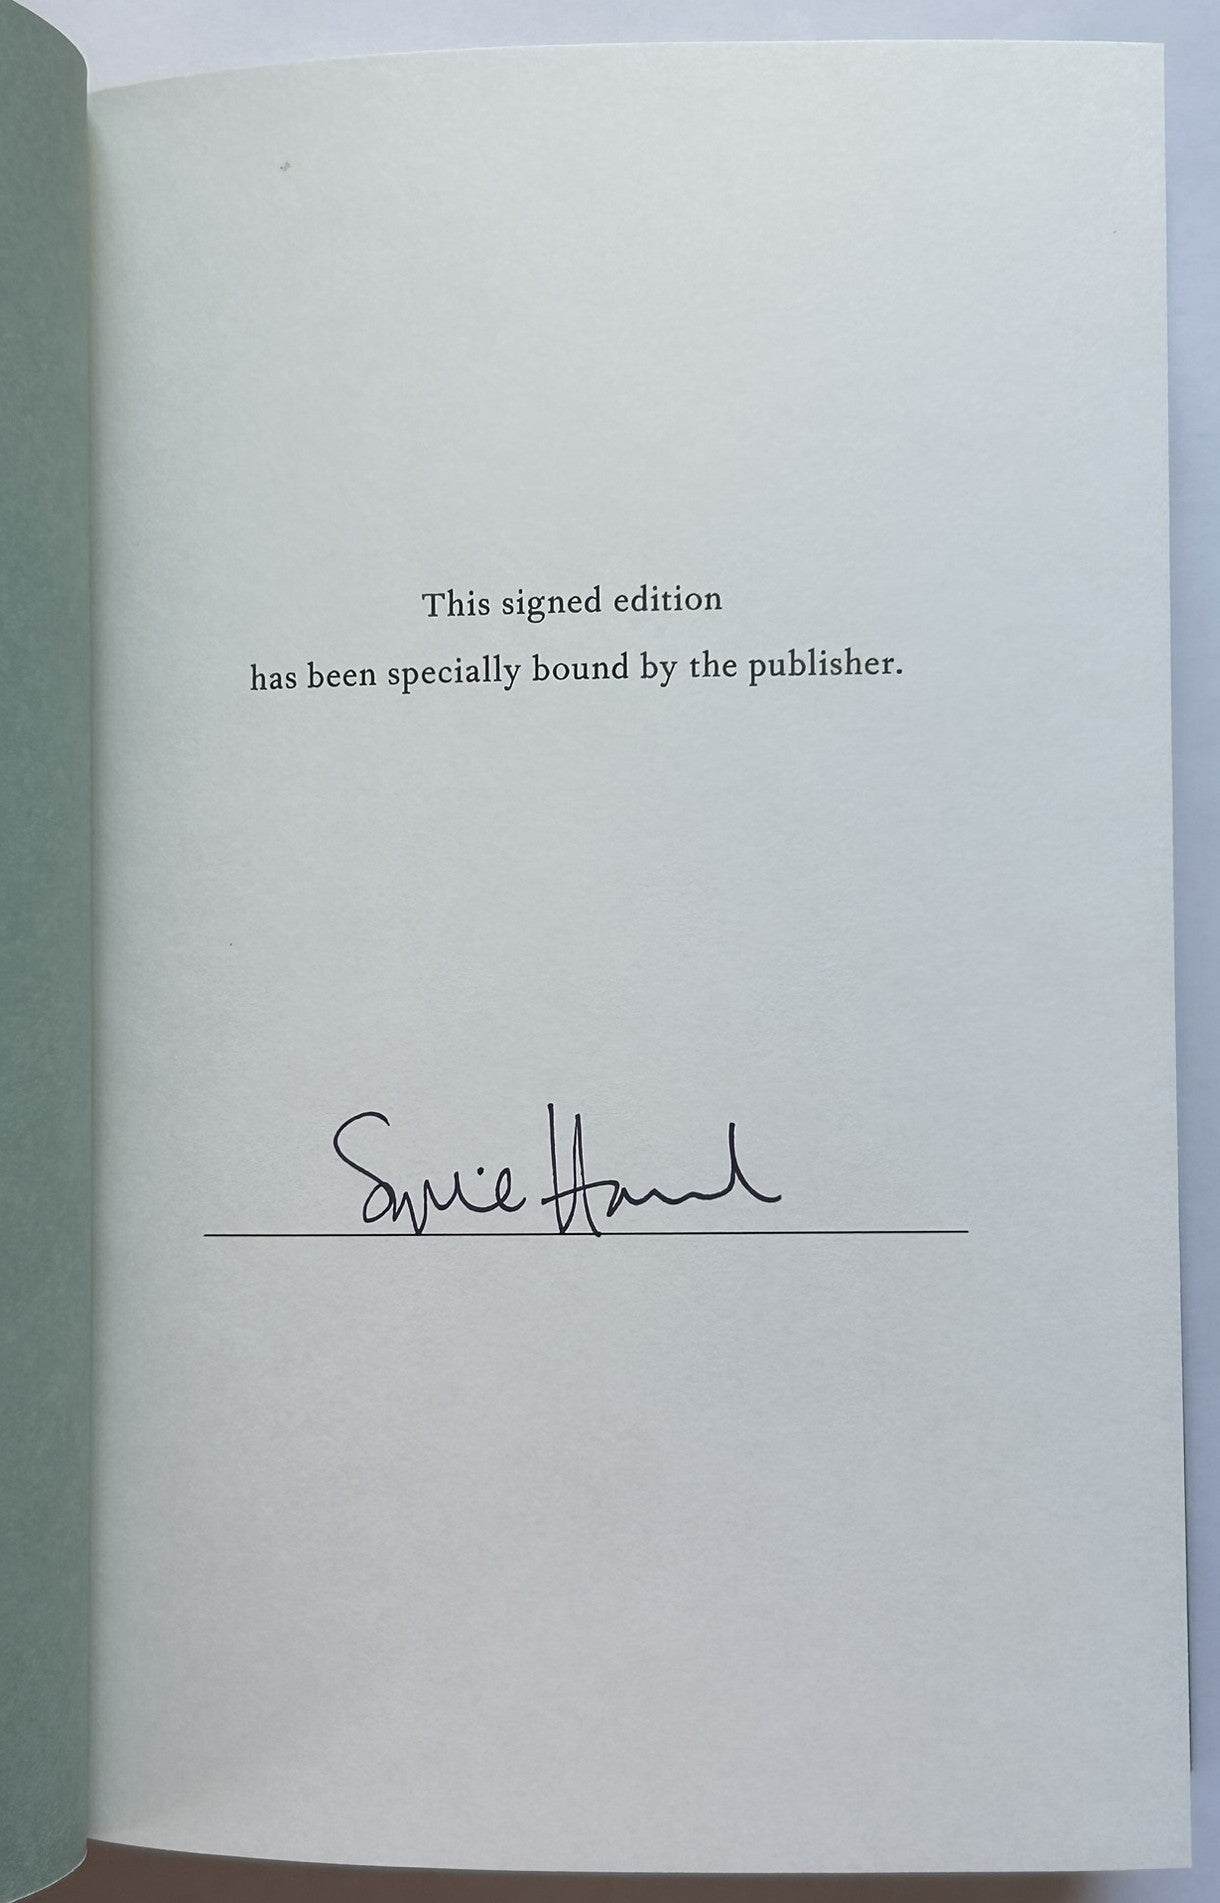 This signed edition
has been specially bound by the publisher.